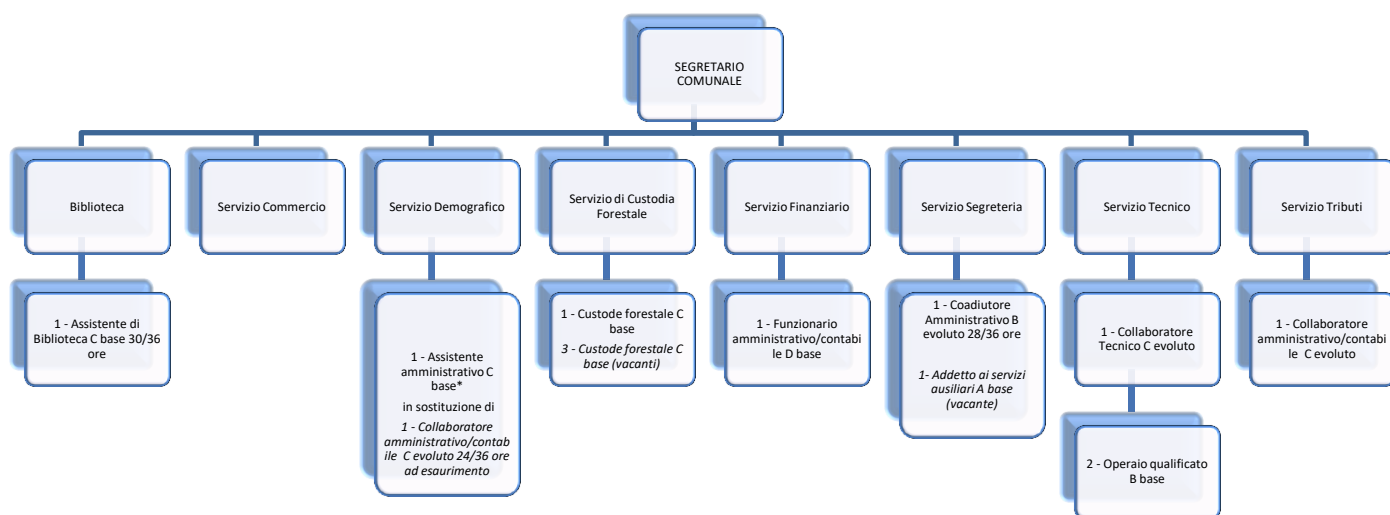 SEGRETARIO
COMUNALE
Biblioteca
Servizio Commercio
Servizio Demografico
Servizio di Custodia
Forestale
Servizio Finanziario
Servizio Segreteria
Servizio Tecnico
Servizio Tributi
1 - Assistente di
Biblioteca C base 30/36
ore
1 - Assistente
amministrativo C
base*
in sostituzione di
1 - Collaboratore
amministrativo/contab
ile C evoluto 24/36 ore
ad esaurimento
1 - Custode forestale C
base
3 - Custode forestale C
base (vacanti)
1 - Funzionario
amministrativo/contabi
le D base
1 - Coadiutore
Amministrativo B
evoluto 28/36 ore
1- Addetto ai servizi
ausiliari A base
(vacante)
1 - Collaboratore
Tecnico C evoluto
2 - Operaio qualificato
B base
1 - Collaboratore
amministrativo/contabi
le C evoluto